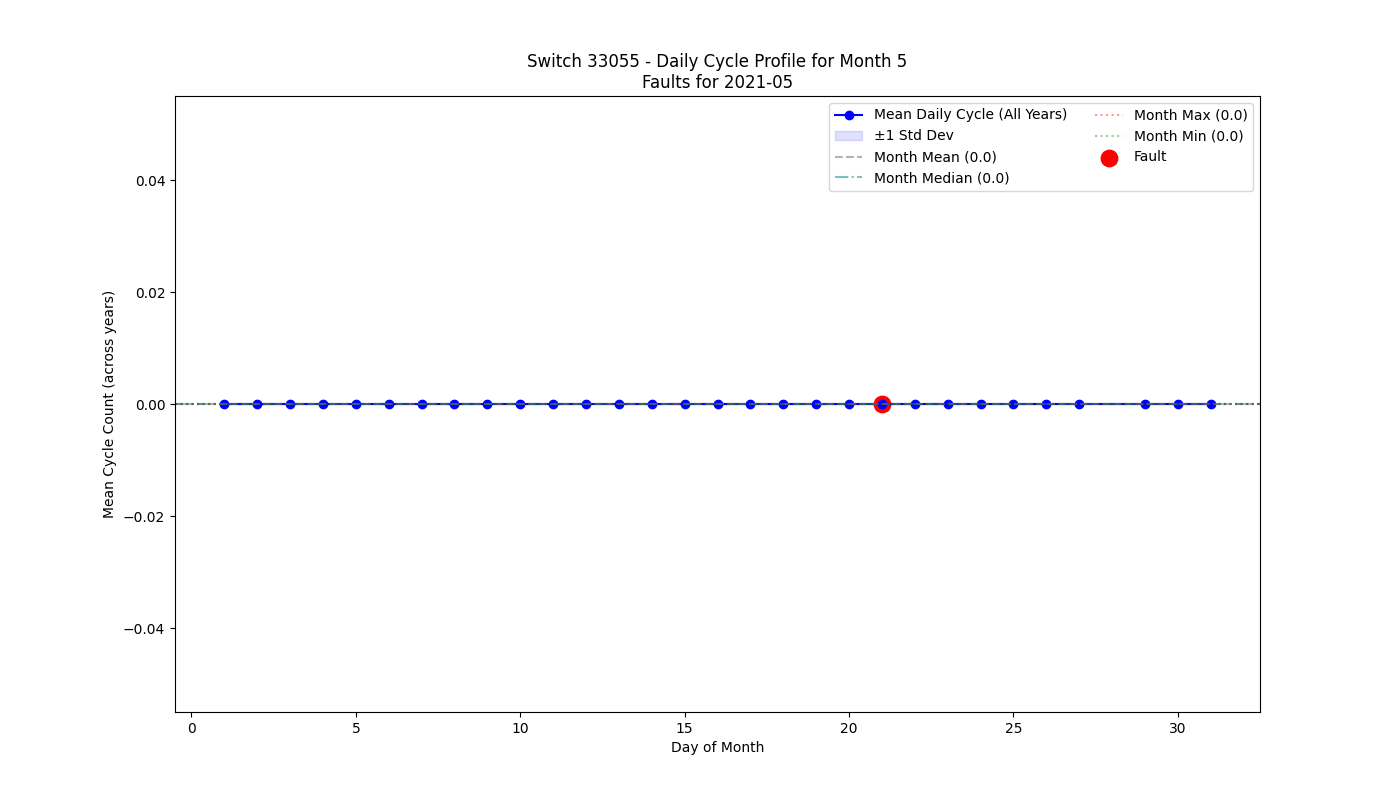 Switch 33055 - Daily Cycle Profile for Month 5
Faults for 2021-05
Mean Daily Cycle (All Years)
±1 Std Dev
Month Mean (0.0)
Month Median (0.0)
Month Max (0.0)
Month Min (0.0)
Fault
Mean Cycle Count (across years)
0.04
0.02
0.00
−0.02
−0.04
0
5
10
15
20
25
30
Day of Month